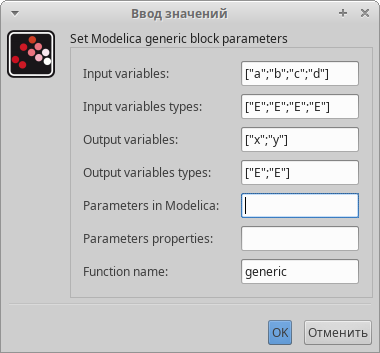 Ввод значений
Set Modelica generic block parameters
Input variables: ["a";"b";"c";"d"]
Input variables types: ["E";"E";"E";"E"]
Output variables: ["x";"y"]
Output variables types: ["E";"E"]
Parameters in Modelica:
Parameters properties:
Function name: generic
OK Отменить